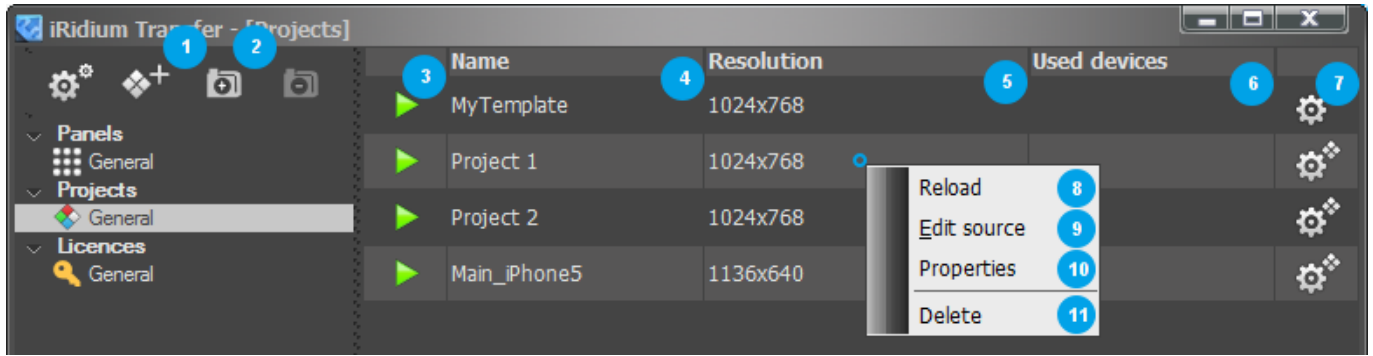 iRidium Transfer - [Projects]
1 2
3 Name 4 Resolution 5 Used devices 6 7
MyTemplate 1024x768
Panels
General
Project 1 1024x768
Projects
General
Project 2 1024x768
Licences
General
Main_iPhone5 1136x640
Reload 8
Edit source 9
Properties 10
Delete 11